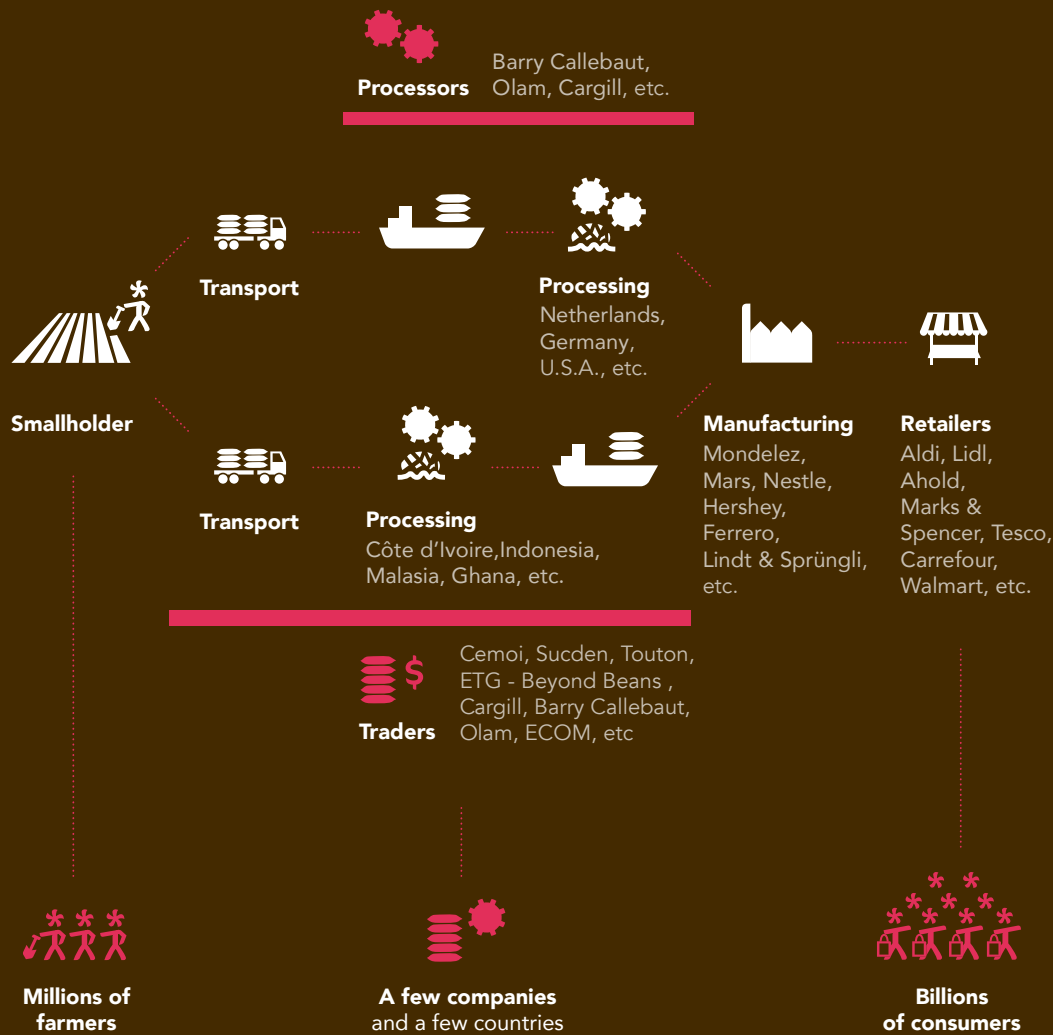 Processors
Barry Callebaut,
Olam, Cargill, etc.
Transport
Processing
Netherlands,
Germany,
U.S.A., etc.
Smallholder
Transport
Processing
Côte d'Ivoire,Indonesia,
Malasia, Ghana, etc.
Manufacturing
Mondelez,
Mars, Nestle,
Hershey,
Ferrero,
Lindt & Sprüngli,
etc.
Retailers
Aldi, Lidl,
Ahold,
Marks &
Spencer, Tesco,
Carrefour,
Walmart, etc.
$
Traders
Cemoi, Sucden, Touton,
ETG - Beyond Beans ,
Cargill, Barry Callebaut,
Olam, ECOM, etc
Millions of
farmers
A few companies
and a few countries
Billions
of consumers